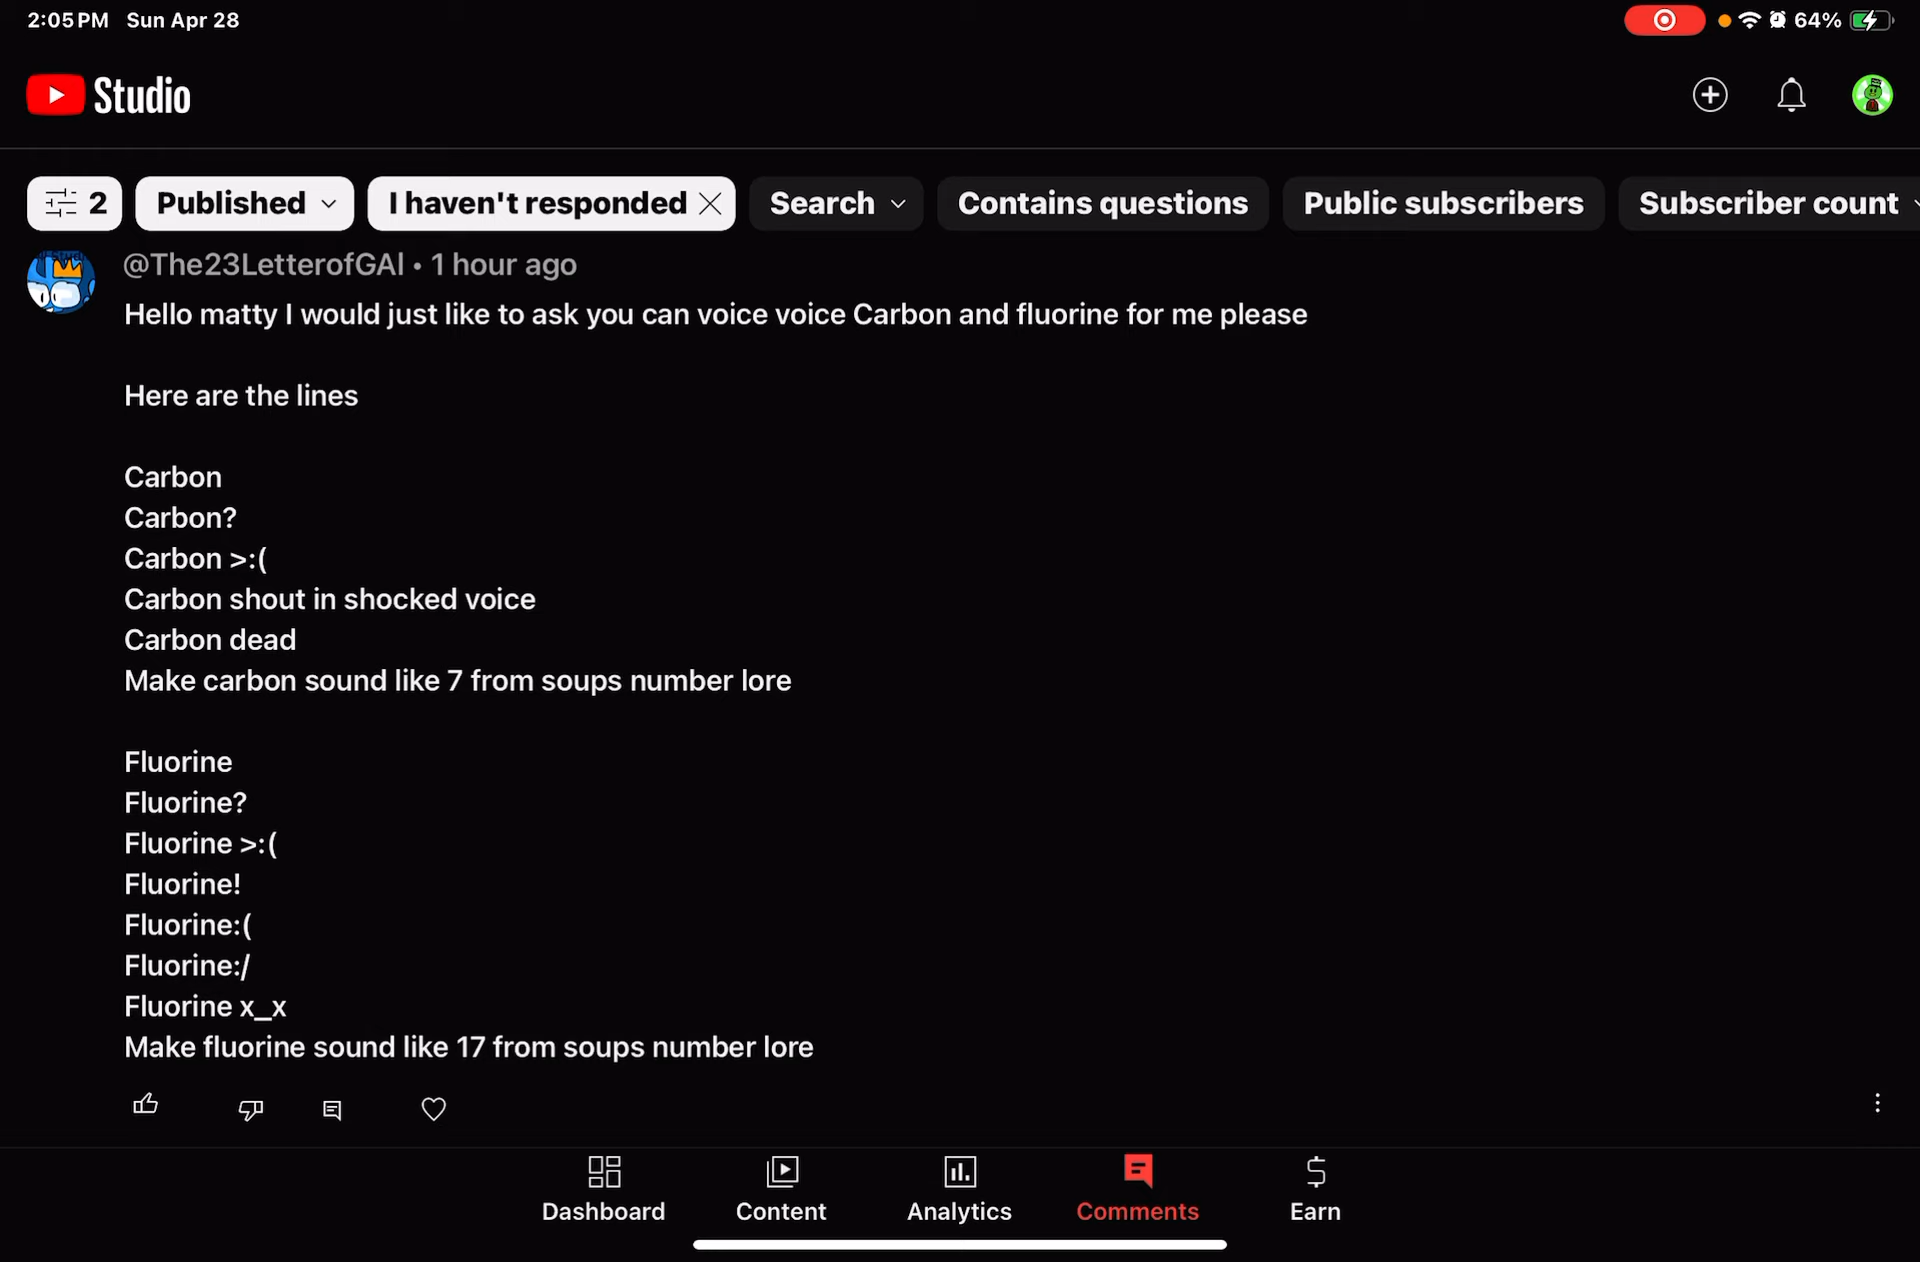 2:05 PM Sun Apr 28
64%
Studio
2 Published I haven't responded Search Contains questions Public subscribers Subscriber count
@The23LetterofGAl • 1 hour ago
Hello matty I would just like to ask you can voice voice Carbon and fluorine for me please
Here are the lines
Carbon
Carbon?
Carbon >:(
Carbon shout in shocked voice
Carbon dead
Make carbon sound like 7 from soups number lore
Fluorine
Fluorine?
Fluorine >:(
Fluorine!
Fluorine:(
Fluorine:/
Fluorine x_x
Make fluorine sound like 17 from soups number lore
Dashboard Content Analytics Comments Earn